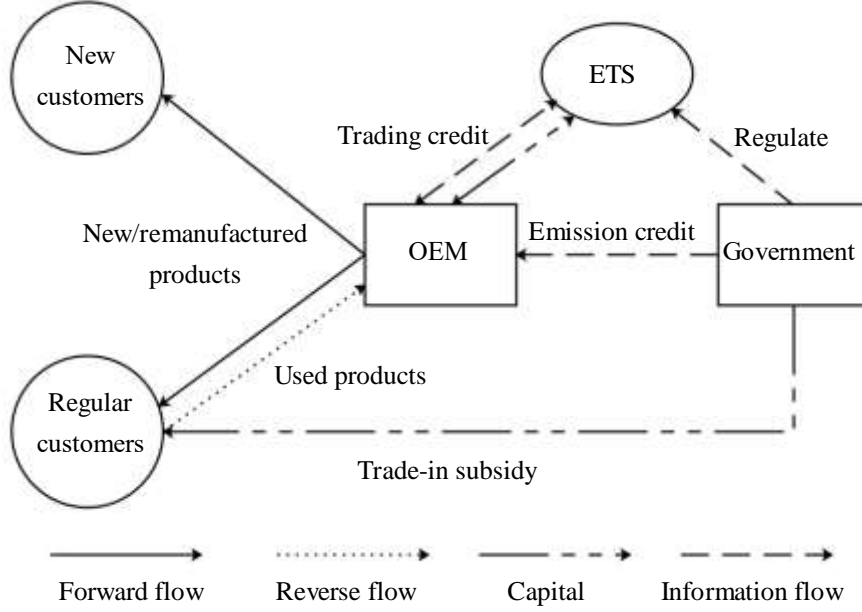 New
customers
ETS
Trading credit
Regulate
New/remanufactured
products
OEM
Emission credit
Government
Used products
Regular
customers
Trade-in subsidy
Forward flow
Reverse flow
Capital
Information flow